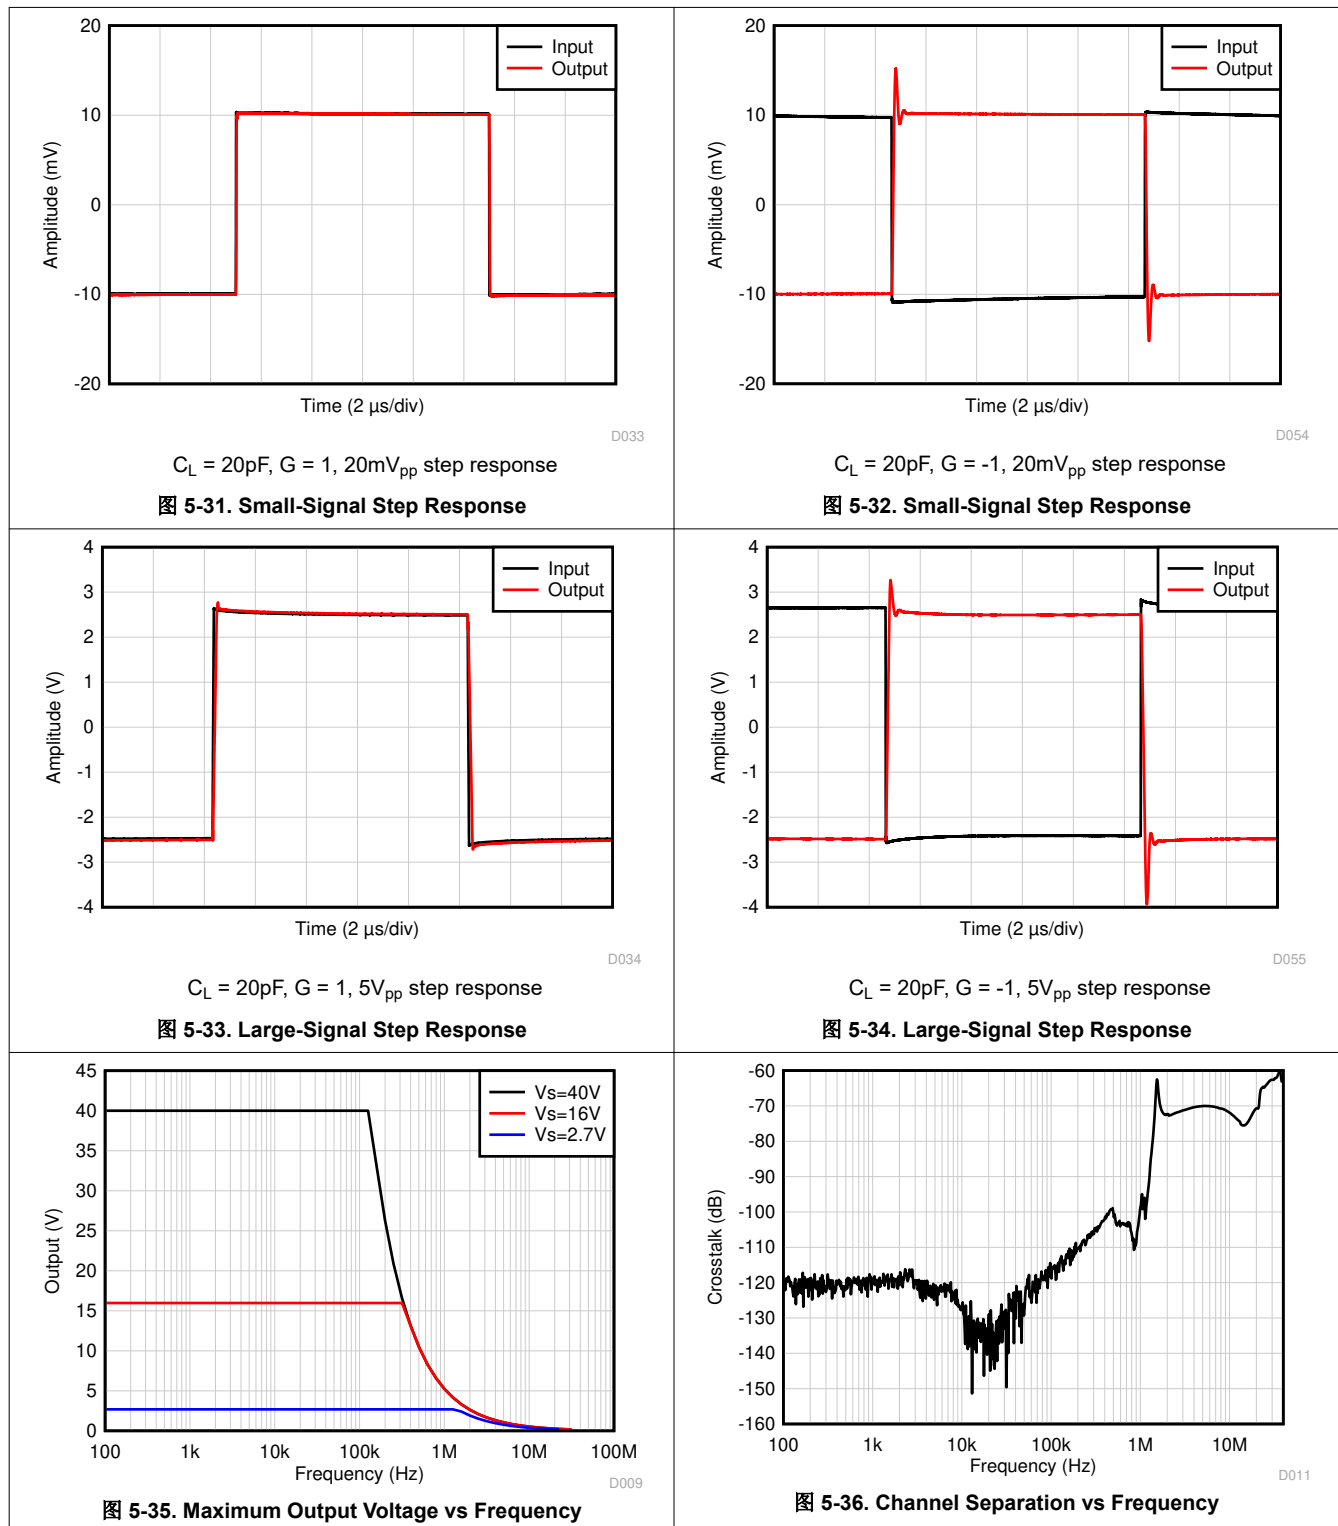 20
10
0
-10
-20
Amplitude (mV)
Input
Output
Time (2 µs/div)
D033
CL = 20pF, G = 1, 20mVpp step response
图 5-31. Small-Signal Step Response
20
10
0
-10
-20
Amplitude (mV)
Input
Output
Time (2 µs/div)
D054
CL = 20pF, G = -1, 20mVpp step response
图 5-32. Small-Signal Step Response
4
3
2
1
0
-1
-2
-3
-4
Amplitude (V)
Input
Output
Time (2 µs/div)
D034
CL = 20pF, G = 1, 5Vpp step response
图 5-33. Large-Signal Step Response
4
3
2
1
0
-1
-2
-3
-4
Amplitude (V)
Input
Output
Time (2 µs/div)
D055
CL = 20pF, G = -1, 5Vpp step response
图 5-34. Large-Signal Step Response
45
40
35
30
25
20
15
10
5
0
Output (V)
Vs=40V
Vs=16V
Vs=2.7V
100 1k 10k 100k 1M 10M 100M
Frequency (Hz)
D009
图 5-35. Maximum Output Voltage vs Frequency
-60
-70
-80
-90
-100
-110
-120
-130
-140
-150
-160
Crosstalk (dB)
100 1k 10k 100k 1M 10M
Frequency (Hz)
D011
图 5-36. Channel Separation vs Frequency